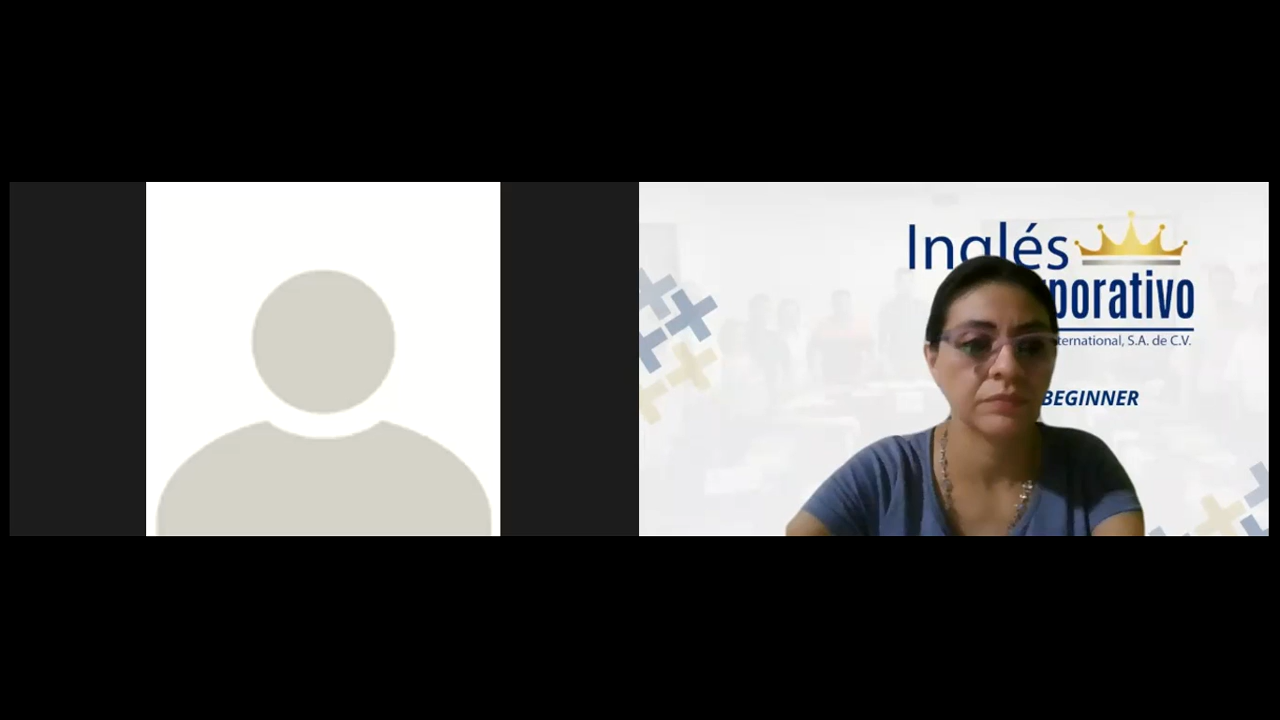 Inglés
porativo
ternational, S.A. de C.V.
BEGINNER